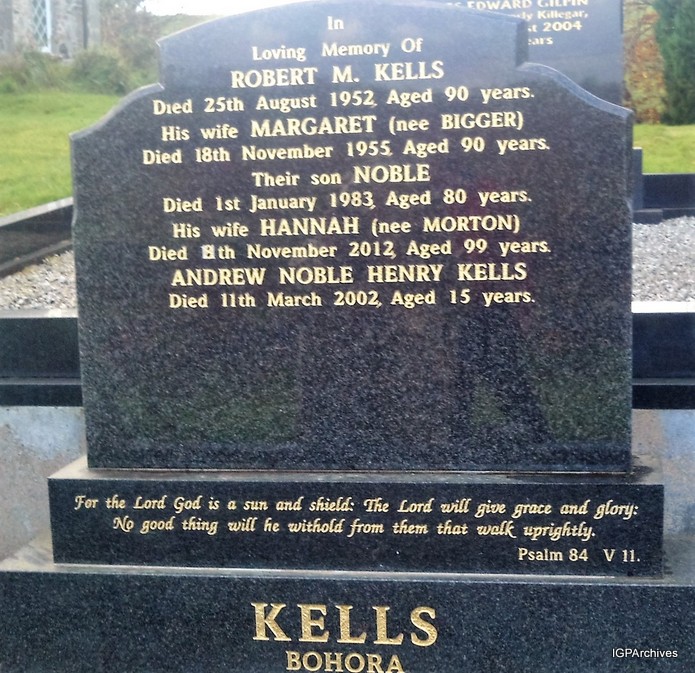 In
Loving Memory Of
ROBERT M. KELLS
Died 25th August 1952, Aged 90 years.
His wife MARGARET (nee BIGGER)
Died 18th November 1955, Aged 90 years.
Their son NOBLE
Died 1st January 1983, Aged 80 years.
His wife HANNAH (nee MORTON)
Died November 2012, Aged 99 years.
ANDREW NOBLE HENRY KELLS
Died 11th March 2002, Aged 15 years.
For the Lord God is a sun and shield: The Lord will give grace and glory:
No good thing will he withold from them that walk uprightly.
Psalm 84 V 11.
KELLS
BOHORA
EDWARD GILPIN
Killegar,
2004
IGPArchives